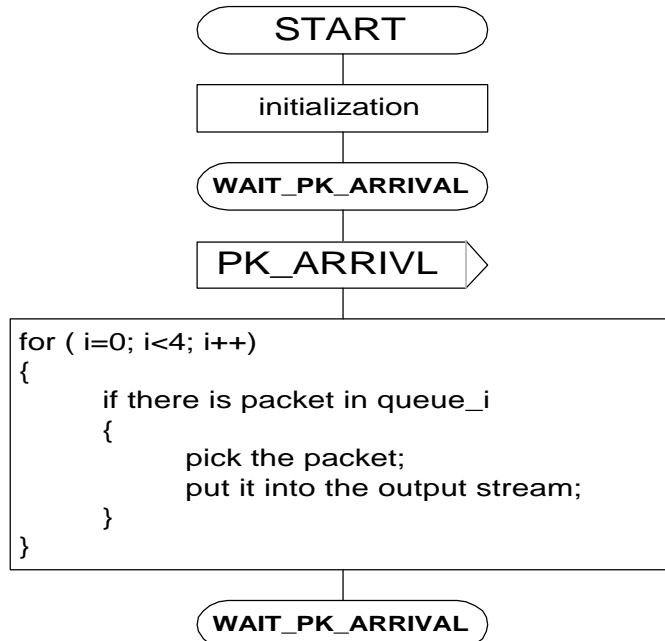 START
initialization
WAIT_PK_ARRIVAL
PK_ARRIVL
for ( i=0; i<4; i++)
{
if there is packet in queue_i
{
pick the packet;
put it into the output stream;
}
}
WAIT_PK_ARRIVAL